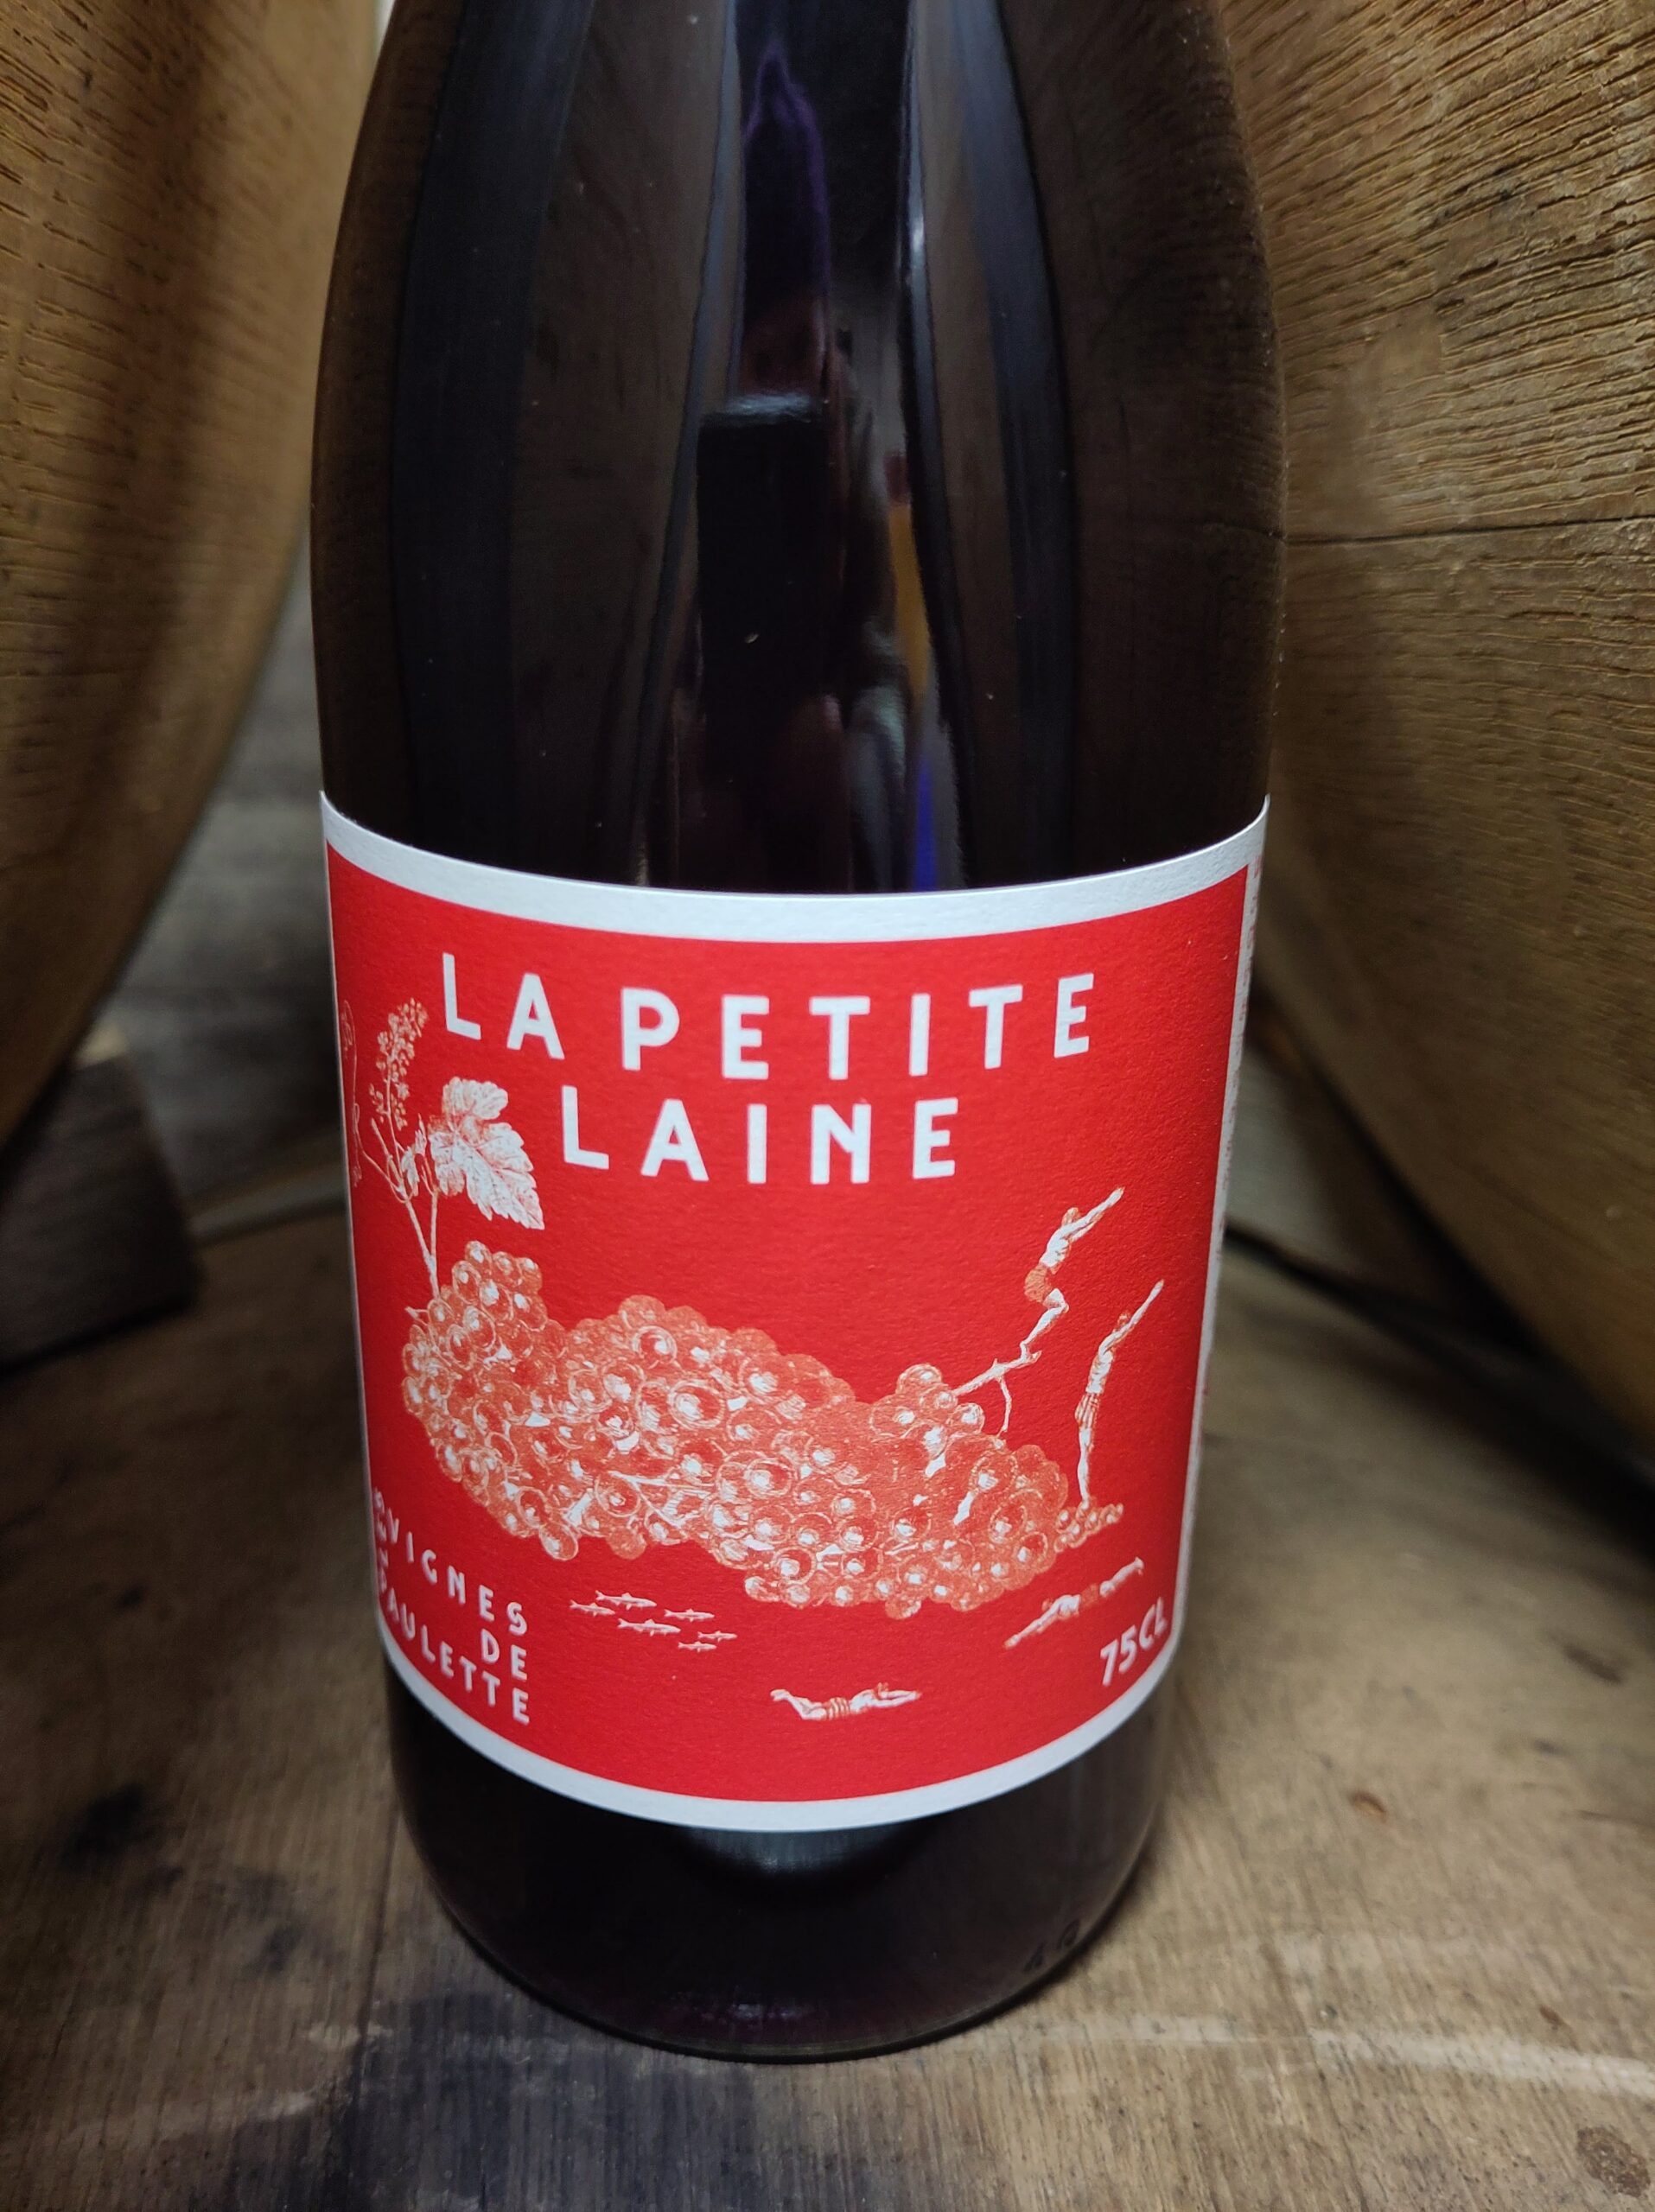 LA PETITE
LAINE
VIGNES
DE
PAULETTE
75CL